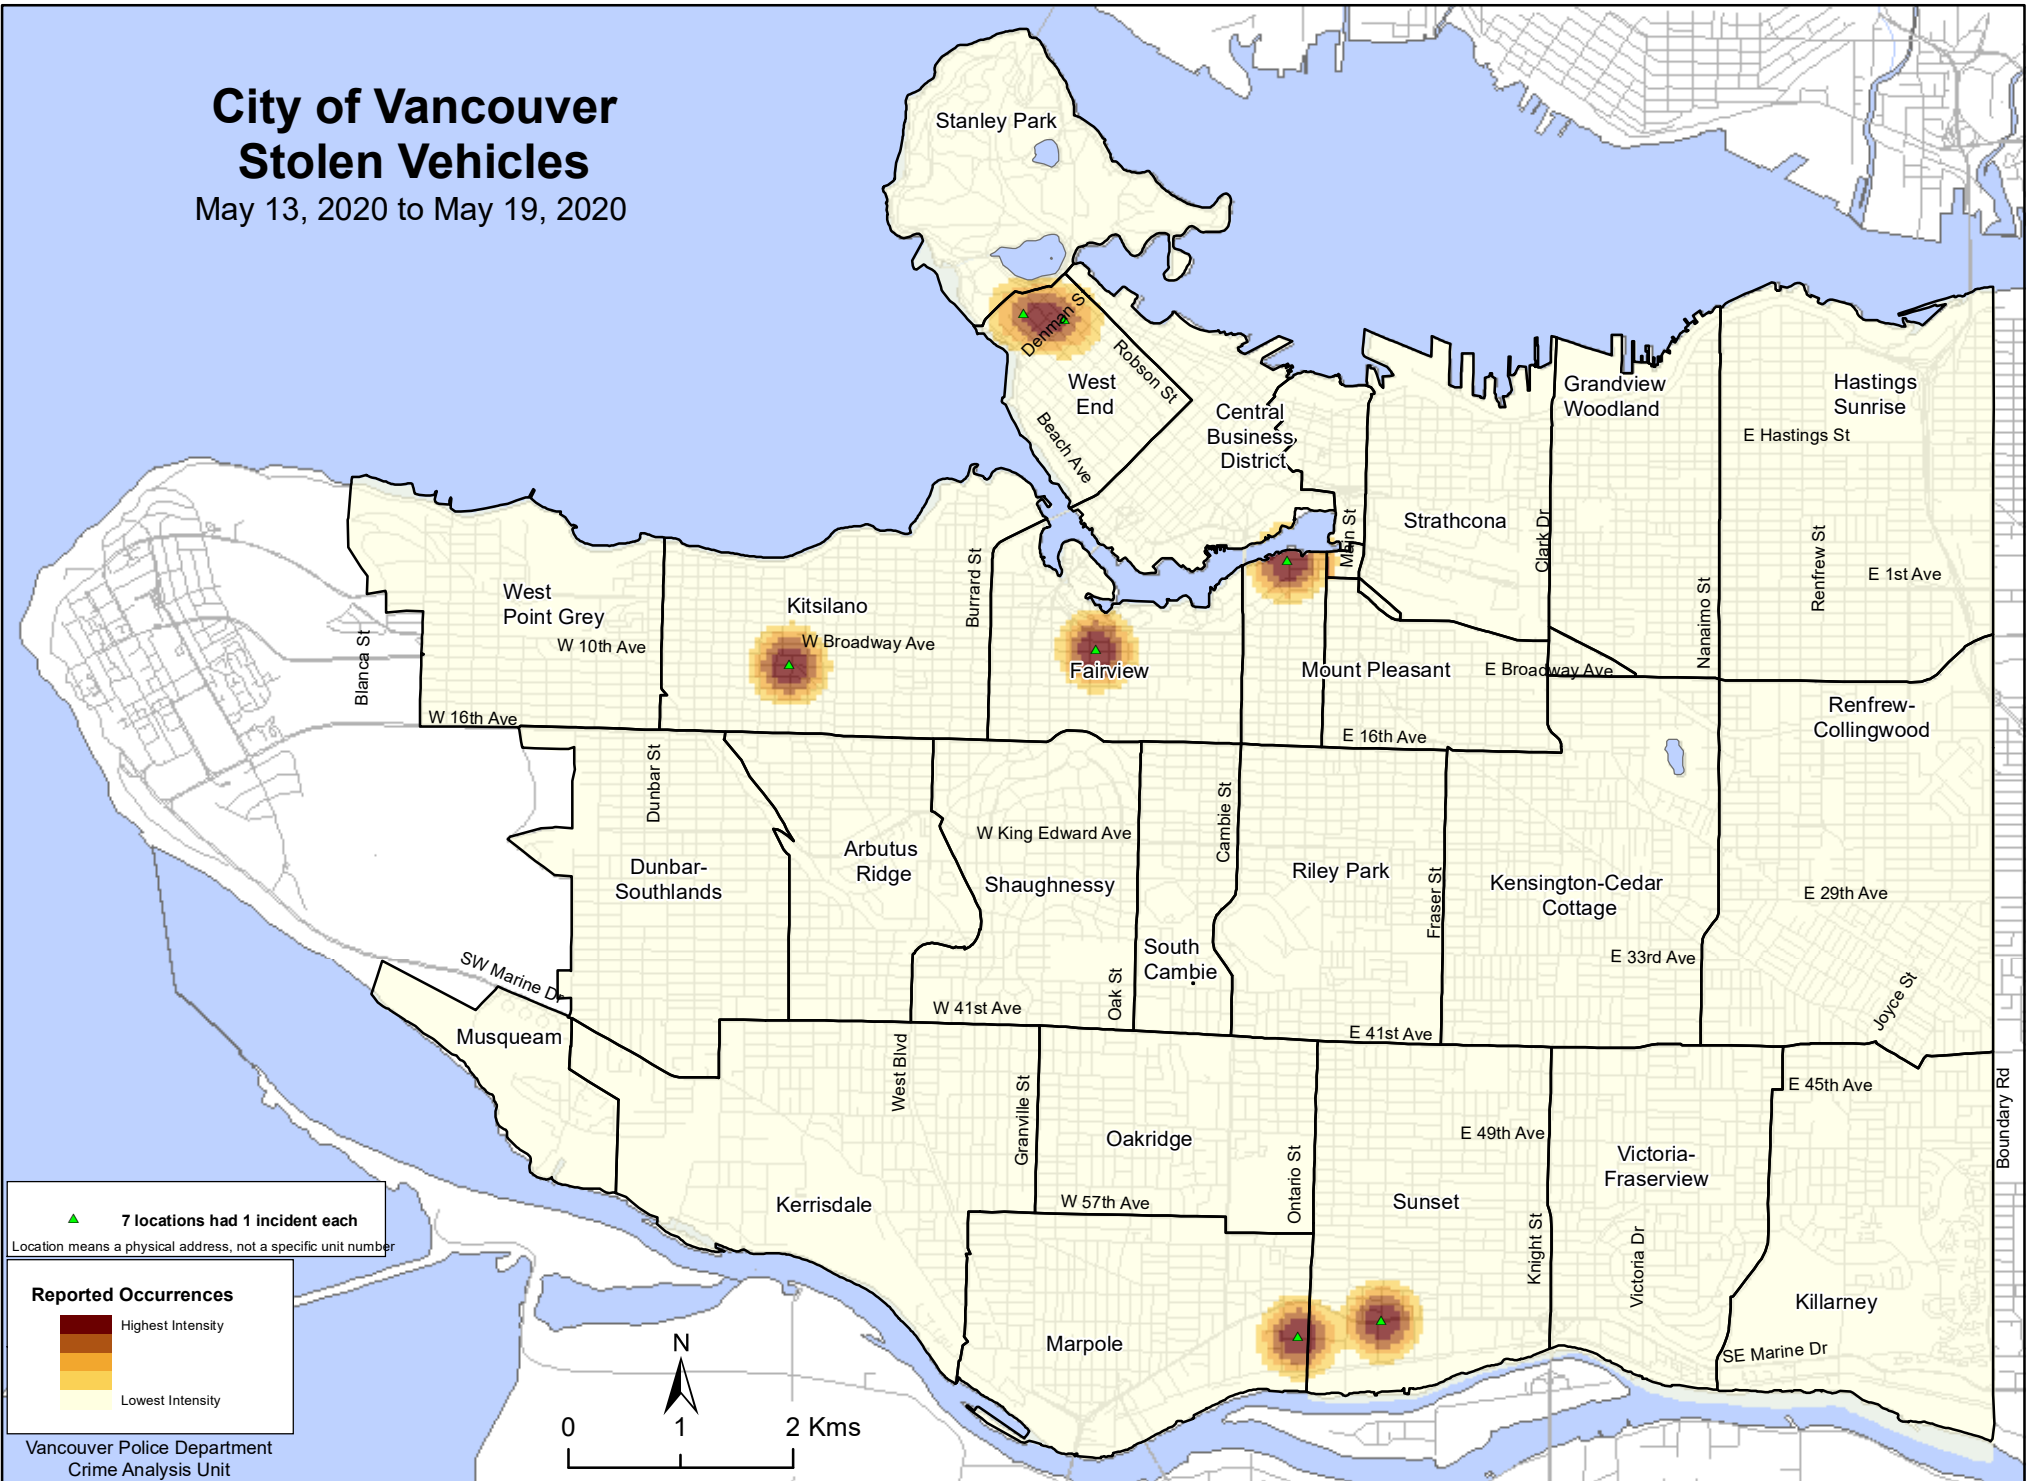 City of Vancouver
Stolen Vehicles
May 13, 2020 to May 19, 2020
Stanley Park
Denman S
Robson St
West
End
Beach Ave
Central
Business
District
Grandview
Woodland
Hastings
Sunrise
E Hastings St
Strathcona
Main St
Clark Dr
Nanaimo St
Renfrew St
E 1st Ave
West
Point Grey
W 10th Ave
Blanca St
Kitsilano
W Broadway Ave
Burrard St
Fairview
Mount Pleasant
E Broadway Ave
W 16th Ave
E 16th Ave
Renfrew-
Collingwood
Dunbar St
Dunbar-
Southlands
Arbutus
Ridge
W King Edward Ave
Shaughnessy
Cambie St
Riley Park
Fraser St
Kensington-Cedar
Cottage
E 29th Ave
South
Cambie
E 33rd Ave
SW Marine Dr
Oak St
W 41st Ave
E 41st Ave
Joyce St
Musqueam
West Blvd
Granville St
Oakridge
E 49th Ave
E 45th Ave
Boundary Rd
Victoria-
Fraserview
Kerrisdale
W 57th Ave
Ontario St
Sunset
Knight St
Victoria Dr
Killarney
Marpole
SE Marine Dr
7 locations had 1 incident each
Location means a physical address, not a specific unit number
Reported Occurrences
Highest Intensity
Lowest Intensity
Vancouver Police Department
Crime Analysis Unit
N
0 1 2 Kms